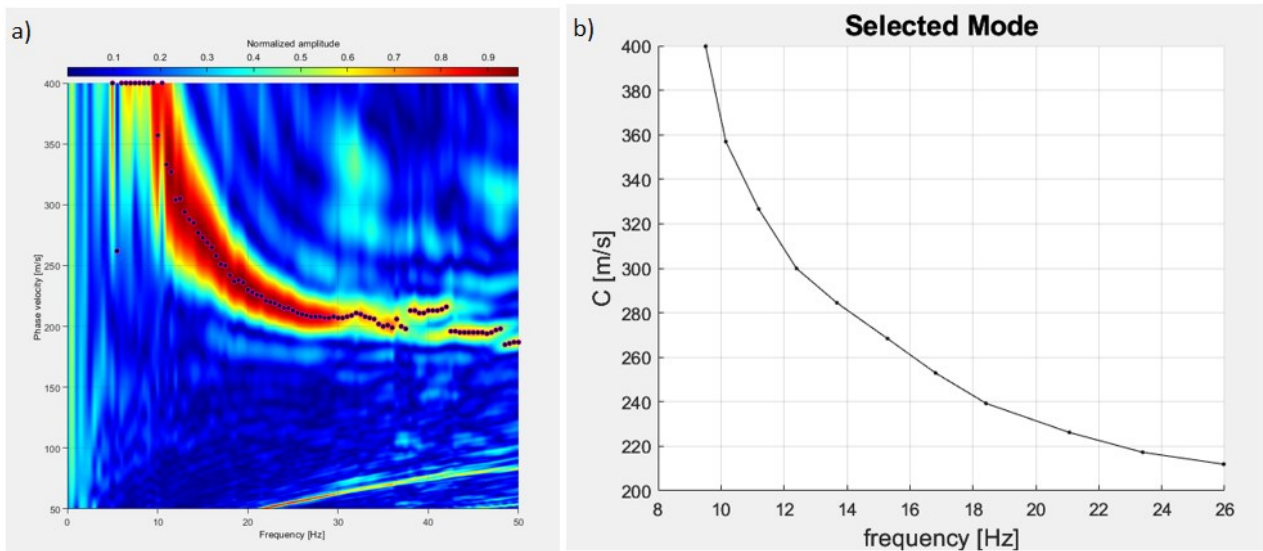 a)
Normalized amplitude
0.1 0.2 0.3 0.4 0.5 0.6 0.7 0.8 0.9
400
350
300
250
200
150
100
50
Phase velocity [m/s]
0 10 20 30 40 50
Frequency [Hz]
b)
Selected Mode
400
380
360
340
320
300
280
260
240
220
200
C [m/s]
8 10 12 14 16 18 20 22 24 26
frequency [Hz]